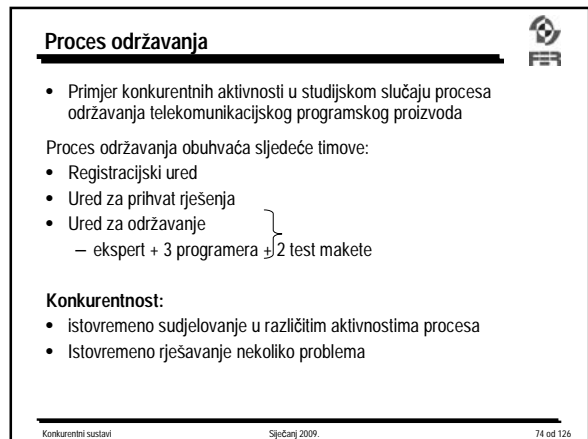 Proces održavanja
FER
• Primjer konkurentnih aktivnosti u studijskom slučaju procesa
održavanja telekomunikacijskog programskog proizvoda
Proces održavanja obuhvaća sljedeće timove:
• Registracijski ured
• Ured za prihvat rješenja
• Ured za održavanje
– ekspert + 3 programera + 2 test makete
Konkurentnost:
• istovremeno sudjelovanje u različitim aktivnostima procesa
• Istovremeno rješavanje nekoliko problema
Konkurentni sustavi
Siječanj 2009.
74 od 126